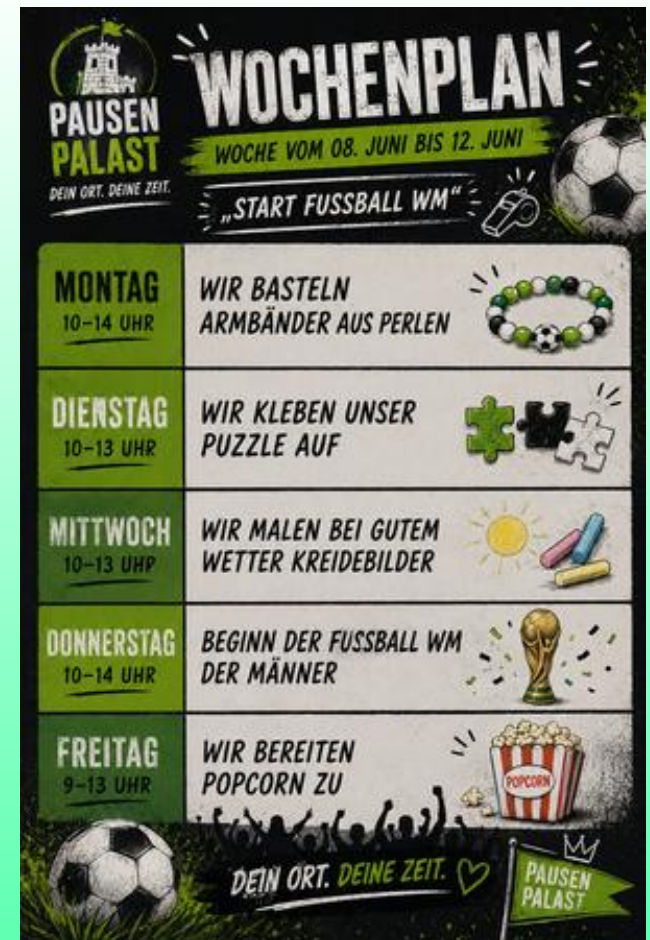 PAUSEN
PALAST
DEIN ORT. DEINE ZEIT.
WOCHENPLAN
WOCHE VOM 08. JUNI BIS 12. JUNI
„START FUSSBALL WM“
MONTAG
10–14 UHR
WIR BASTELN
ARMBÄNDER AUS PERLEN
DIENSTAG
10–13 UHR
WIR KLEBEN UNSER
PUZZLE AUF
MITTWOCH
10–13 UHR
WIR MALEN BEI GUTEM
WETTER KREIDEBILDER
DONNERSTAG
10–14 UHR
BEGINN DER FUSSBALL WM
DER MÄNNER
FREITAG
9–13 UHR
WIR BEREITEN
POPCORN ZU
POPCORN
DEIN ORT. DEINE ZEIT.
PAUSEN
PALAST